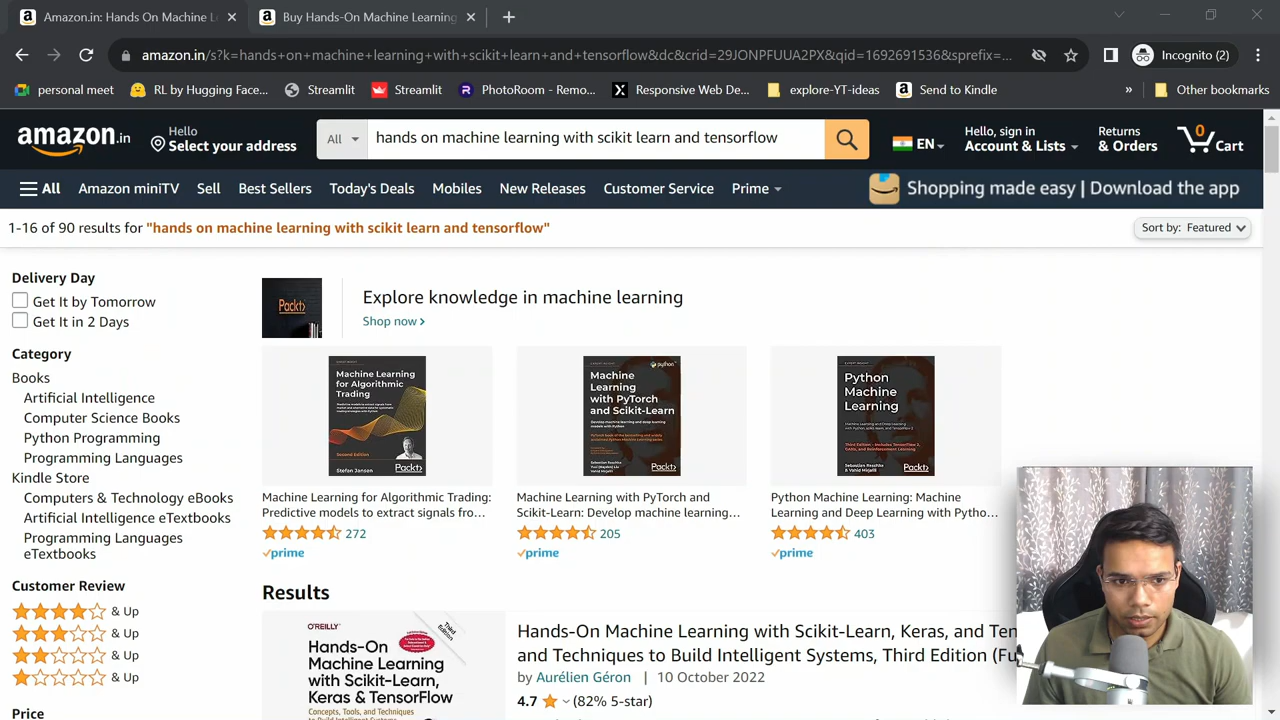 Amazon.in: Hands On Machine L
Buy Hands-On Machine Learning
amazon.in/s?k=hands+on+machine+learning+with+scikit+learn+and+tensorflow&dc&crid=29JONPFUUA2PX&qid=1692691536&sprefix=...
Incognito (2)
personal meet
RL by Hugging Face...
Streamlit
Streamlit
PhotoRoom - Remo...
Responsive Web De...
explore-YT-ideas
Send to Kindle
»
Other bookmarks
amazon.in
Hello
Select your address
All
hands on machine learning with scikit learn and tensorflow
EN
Hello, sign in
Account & Lists
Returns
& Orders
0
Cart
All
Amazon miniTV
Sell
Best Sellers
Today's Deals
Mobiles
New Releases
Customer Service
Prime
Shopping made easy | Download the app
1-16 of 90 results for "hands on machine learning with scikit learn and tensorflow"
Sort by: Featured
Delivery Day
Get It by Tomorrow
Get It in 2 Days
Category
Books
Artificial Intelligence
Computer Science Books
Python Programming
Programming Languages
Kindle Store
Computers & Technology eBooks
Artificial Intelligence eTextbooks
Programming Languages
eTextbooks
Customer Review
& Up
& Up
& Up
& Up
Price
Packt>
Explore knowledge in machine learning
Shop now ›
Machine Learning
for Algorithmic
Trading
Second Edition
Stefan Jansen
Packt>
Machine Learning for Algorithmic Trading:
Predictive models to extract signals fro...
272
prime
python
Machine
Learning
with PyTorch
and Scikit-Learn
Packt>
Machine Learning with PyTorch and
Scikit-Learn: Develop machine learning...
205
prime
Python
Machine
Learning
Packt>
Python Machine Learning: Machine
Learning and Deep Learning with Pytho...
403
prime
Results
O'REILLY
Hands-On
Machine Learning
with Scikit-Learn,
Keras & TensorFlow
Concepts, Tools, and Techniques
Hands-On Machine Learning with Scikit-Learn, Keras, and Ten
and Techniques to Build Intelligent Systems, Third Edition (Fu
by Aurélien Géron | 10 October 2022
4.7
(82% 5-star)